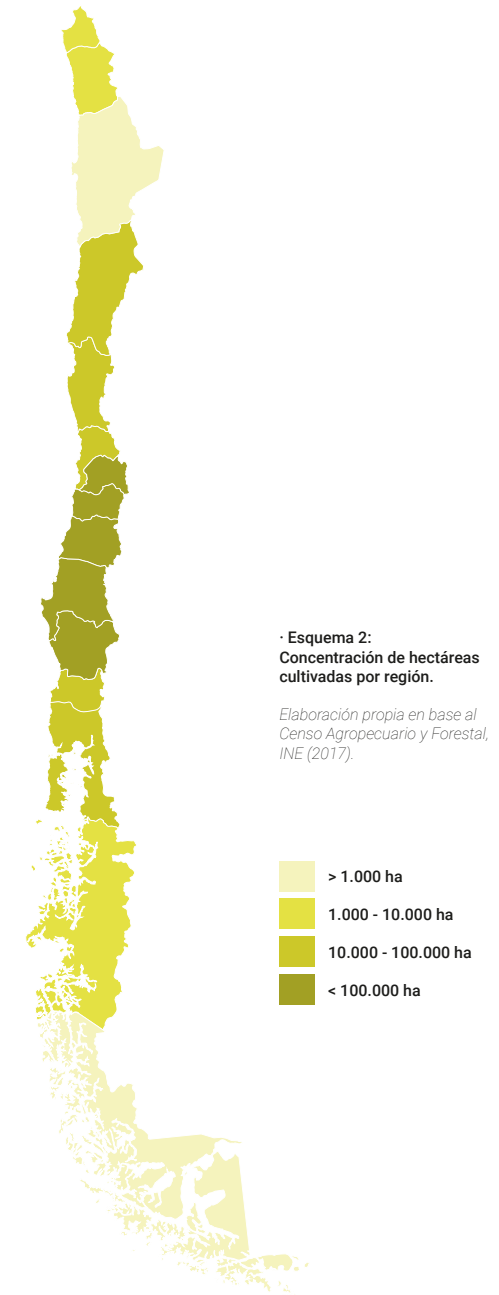 · Esquema 2:
Concentración de hectáreas
cultivadas por región.
Elaboración propia en base al
Censo Agropecuario y Forestal,
INE (2017).
> 1.000 ha
1.000 - 10.000 ha
10.000 - 100.000 ha
< 100.000 ha